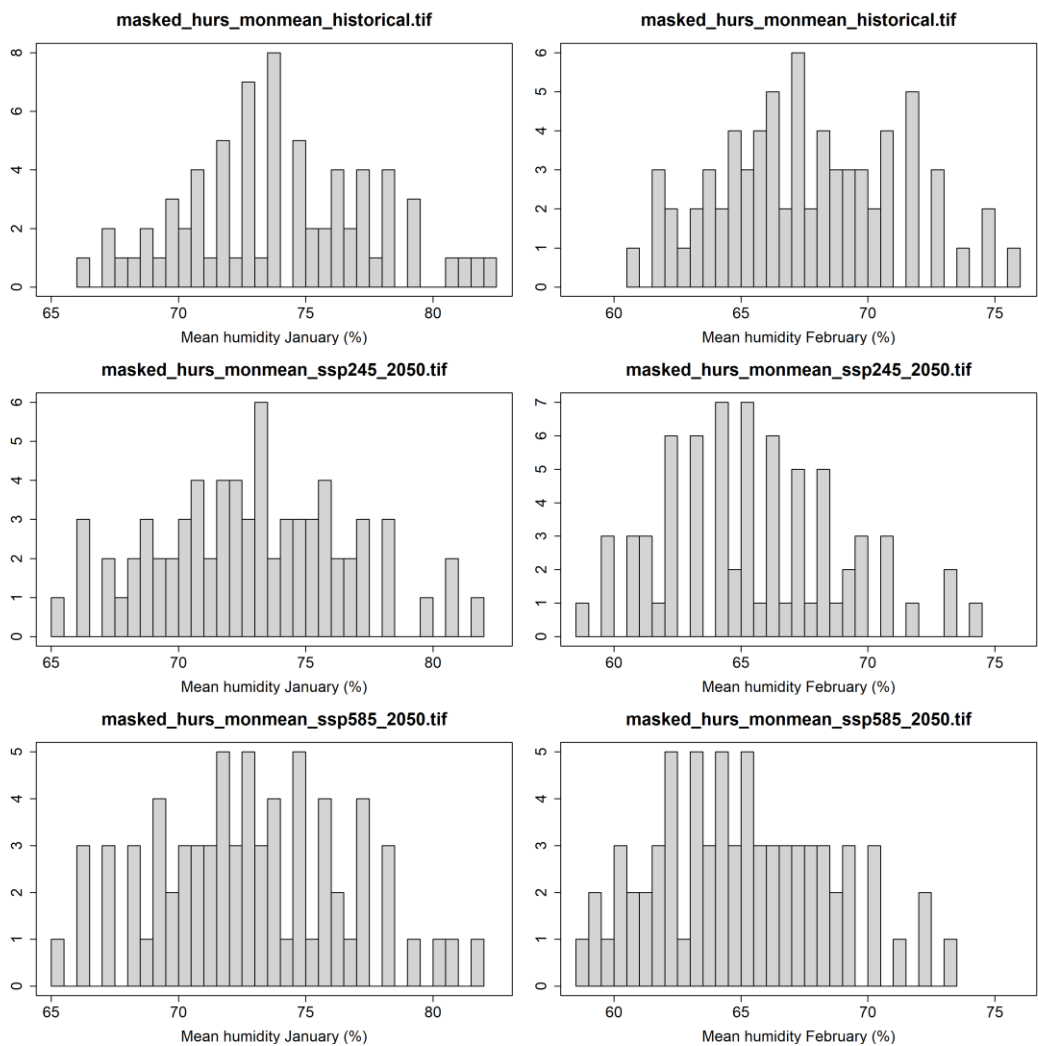 masked_hurs_monmean_historical.tif
8
6
4
2
0
65 70 75 80
Mean humidity January (%)
masked_hurs_monmean_historical.tif
6
5
4
3
2
1
0
60 65 70 75
Mean humidity February (%)
masked_hurs_monmean_ssp245_2050.tif
6
5
4
3
2
1
0
65 70 75 80
Mean humidity January (%)
masked_hurs_monmean_ssp245_2050.tif
7
6
5
4
3
2
1
0
60 65 70 75
Mean humidity February (%)
masked_hurs_monmean_ssp585_2050.tif
5
4
3
2
1
0
65 70 75 80
Mean humidity January (%)
masked_hurs_monmean_ssp585_2050.tif
5
4
3
2
1
0
60 65 70 75
Mean humidity February (%)